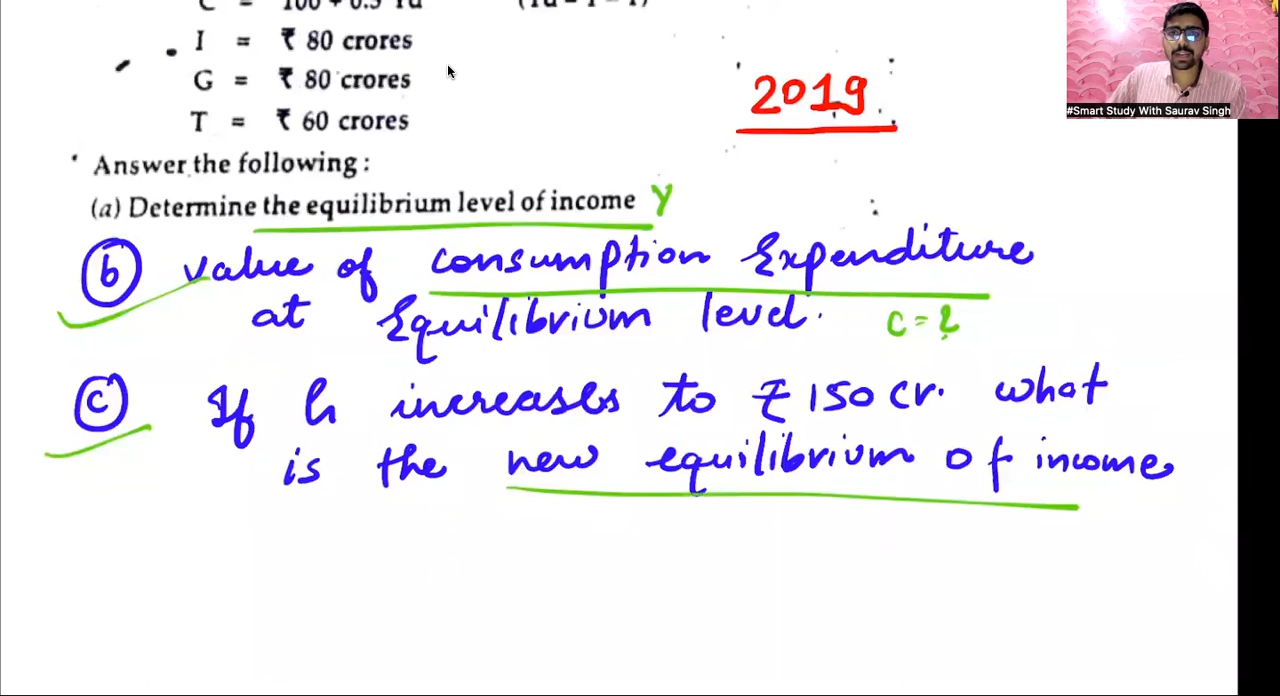 I = ₹ 80 crores
G = ₹ 80 crores
T = ₹ 60 crores
2019
#Smart Study With Saurav Singh
Answer the following :
(a) Determine the equilibrium level of income Y
(b) value of consumption Expenditure
at Equilibrium level. C = ?
(c) If G increases to ₹ 150 cr. what
is the new equilibrium of income